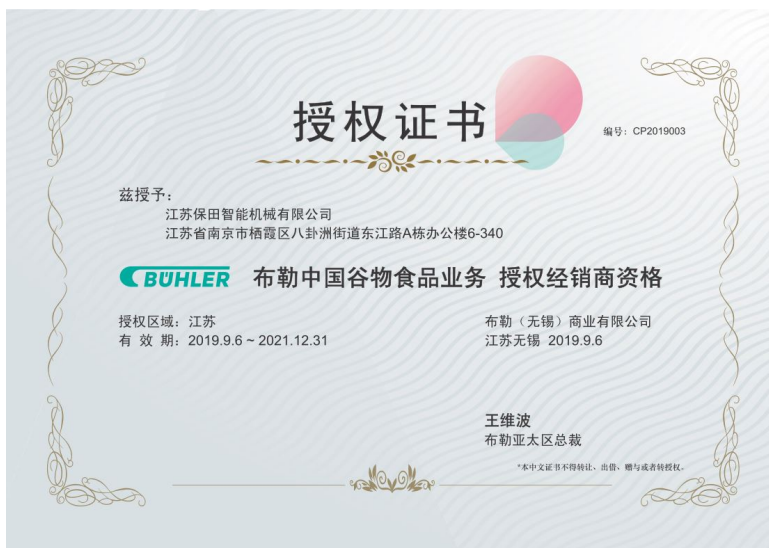 授权证书
编号：CP2019003
兹授予：
江苏保田智能机械有限公司
江苏省南京市栖霞区八卦洲街道东江路A栋办公楼6-340
BÜHLER 布勒中国谷物食品业务 授权经销商资格
授权区域：江苏
有 效 期：2019.9.6 ~ 2021.12.31
布勒（无锡）商业有限公司
江苏无锡 2019.9.6
王维波
布勒亚太区总裁
*本中文证书不得转让、出借、赠与或者转授权。